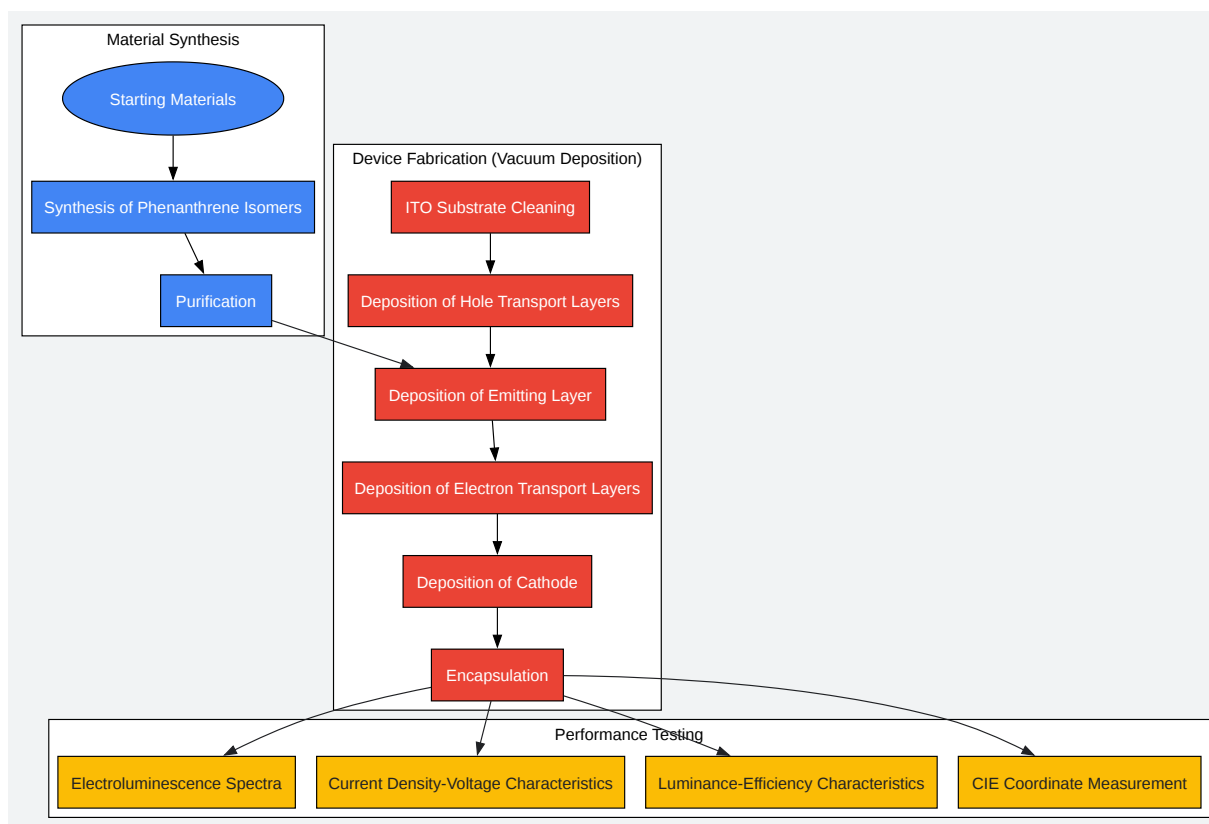 Material Synthesis
Starting Materials
Synthesis of Phenanthrene Isomers
Purification
Device Fabrication (Vacuum Deposition)
ITO Substrate Cleaning
Deposition of Hole Transport Layers
Deposition of Emitting Layer
Deposition of Electron Transport Layers
Deposition of Cathode
Encapsulation
Performance Testing
Electroluminescence Spectra
Current Density-Voltage Characteristics
Luminance-Efficiency Characteristics
CIE Coordinate Measurement